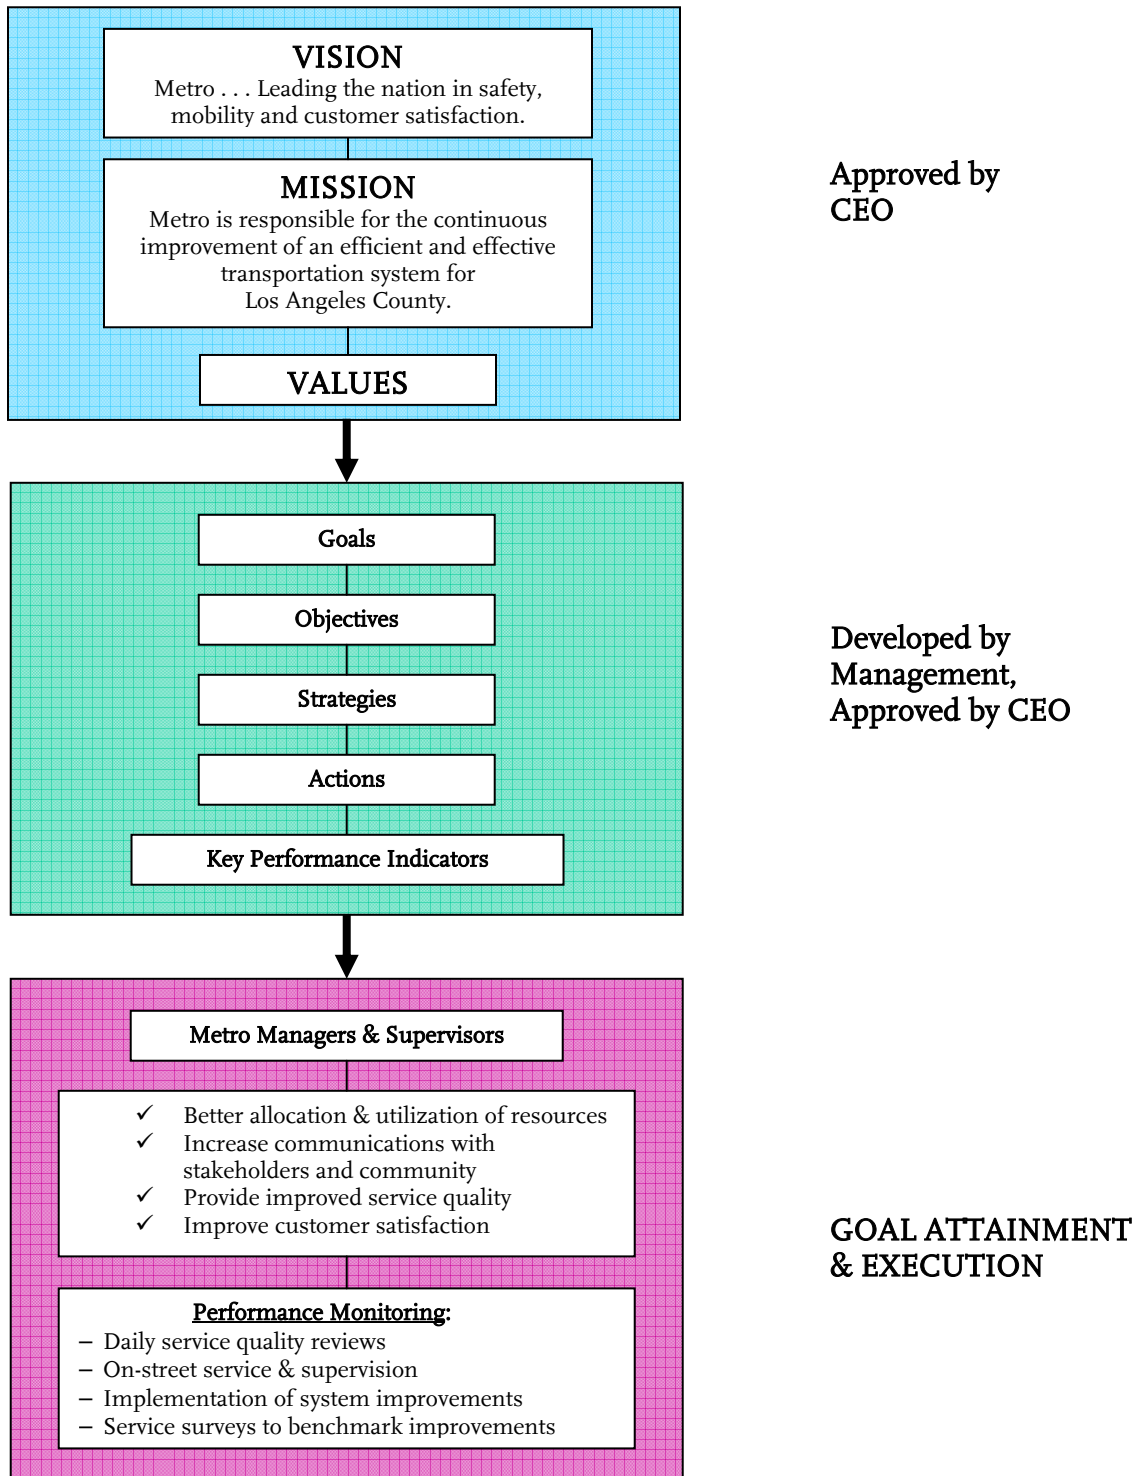 VISION
Metro . . . Leading the nation in safety,
mobility and customer satisfaction.
MISSION
Metro is responsible for the continuous
improvement of an efficient and effective
transportation system for
Los Angeles County.
VALUES
Approved by
CEO
Goals
Objectives
Strategies
Actions
Key Performance Indicators
Developed by
Management,
Approved by CEO
Metro Managers & Supervisors
✓ Better allocation & utilization of resources
✓ Increase communications with
stakeholders and community
✓ Provide improved service quality
✓ Improve customer satisfaction
Performance Monitoring:
– Daily service quality reviews
– On-street service & supervision
– Implementation of system improvements
– Service surveys to benchmark improvements
GOAL ATTAINMENT
& EXECUTION